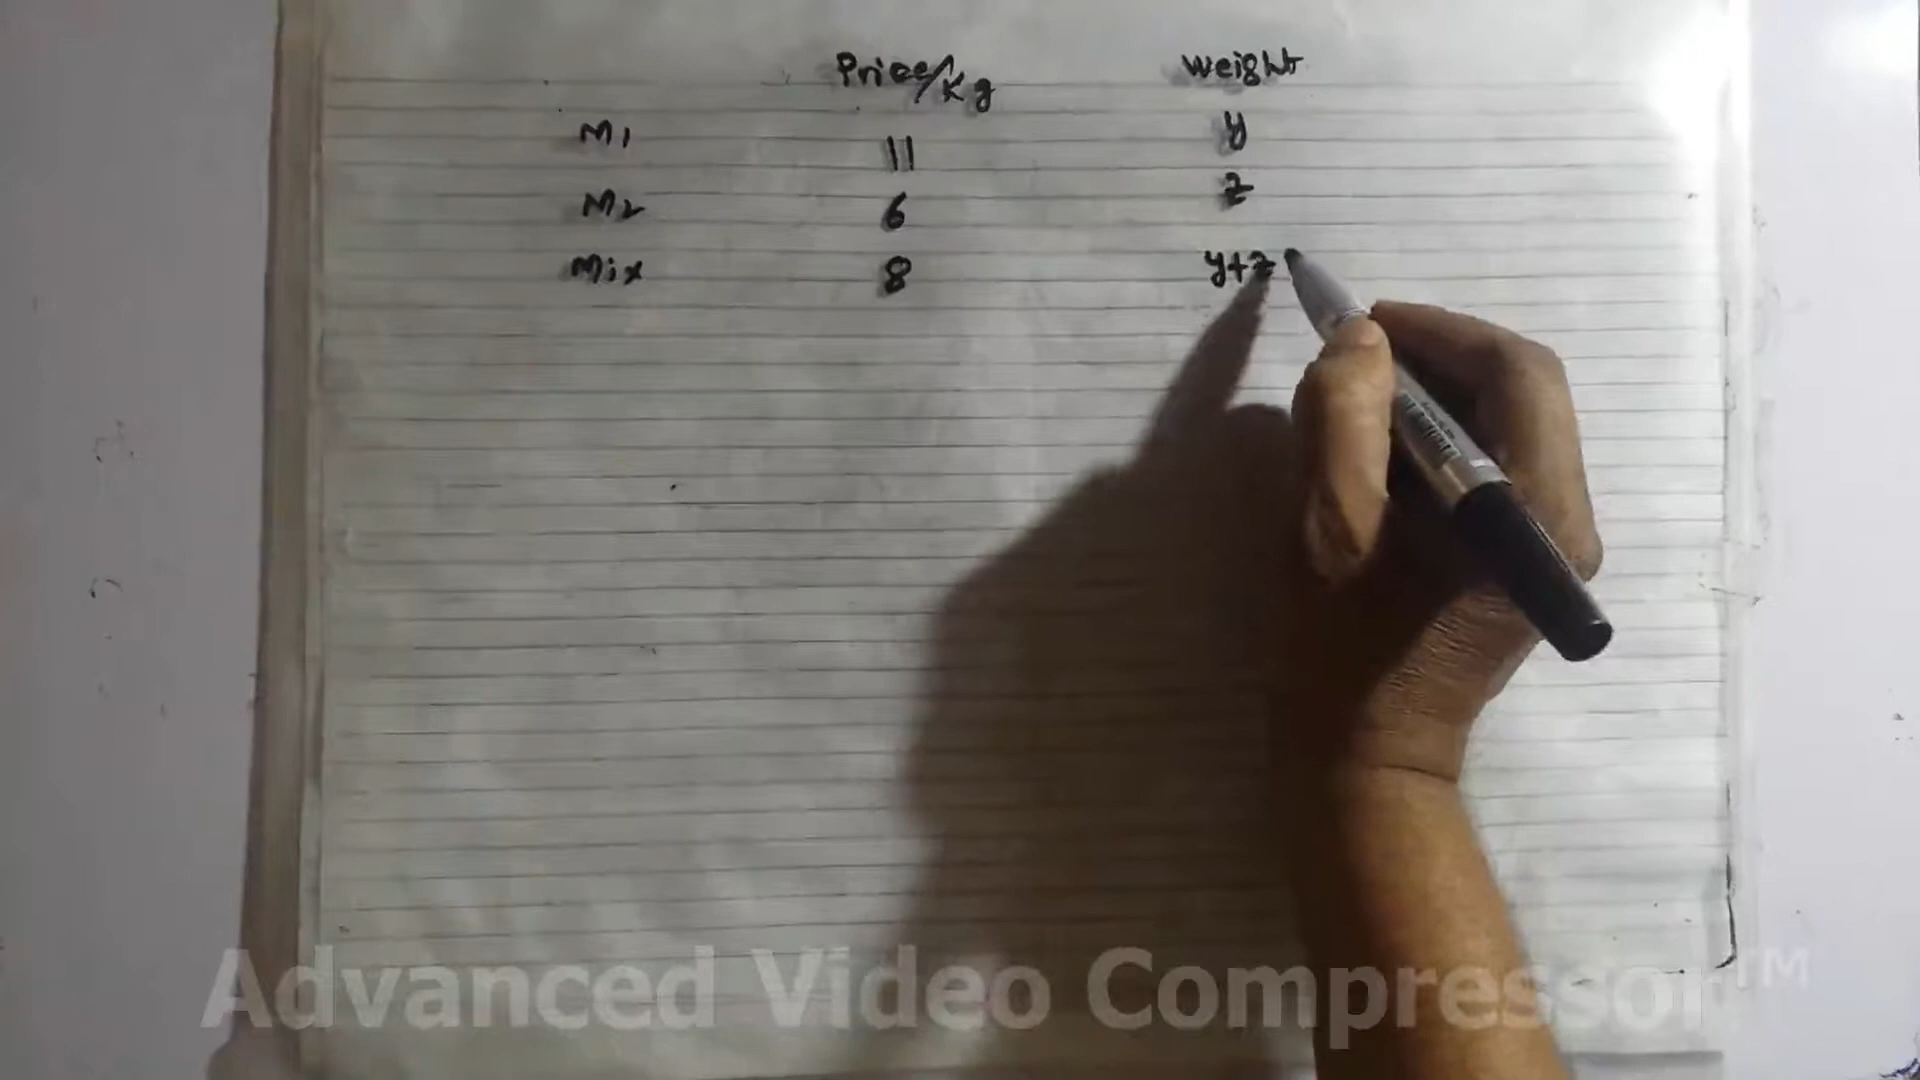 Price/Kg Weight
M1 11 y
M2 6 z
Mix 8 y+z
Advanced Video Compressor™